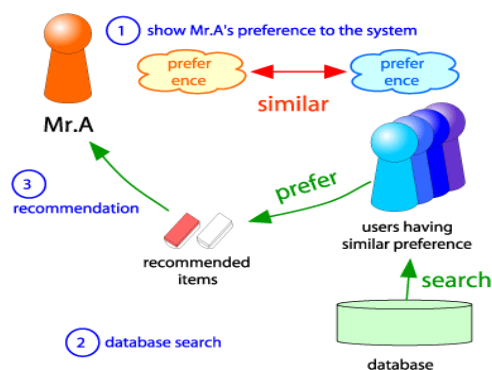 1 show Mr.A's preference to the system
prefer
ence
prefer
ence
similar
Mr.A
3
recommendation
prefer
users having
similar preference
recommended
items
search
2 database search
database